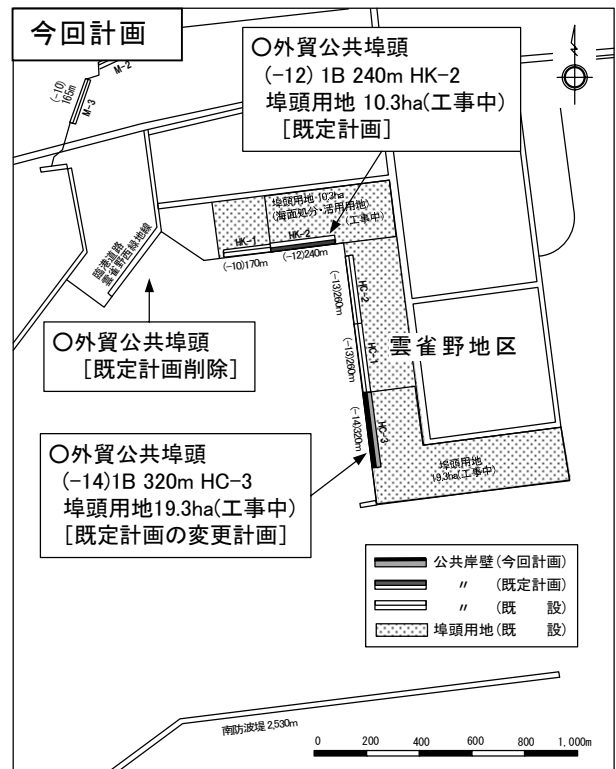 今回計画
○外貿公共埠頭
(-12) 1B 240m HK-2
埠頭用地 10.3ha(工事中)
[既定計画]
M-2
(-10)
165m
M-3
埠頭用地 10.3ha
(海面処分・活用用地)
(工事中)
HK-1
HK-2
(-10)170m
(-12)240m
臨港道路
雲雀野西緑地線
HC-2
(-13)260m
雲雀野地区
HC-1
(-13)260m
○外貿公共埠頭
[既定計画削除]
HC-3
(-14)320m
○外貿公共埠頭
(-14)1B 320m HC-3
埠頭用地19.3ha(工事中)
[既定計画の変更計画]
埠頭用地
19.3ha(工事中)
公共岸壁(今回計画)
〃 (既定計画)
〃 (既　設)
埠頭用地(既　設)
南防波堤 2,530m
0 200 400 600 800 1,000m